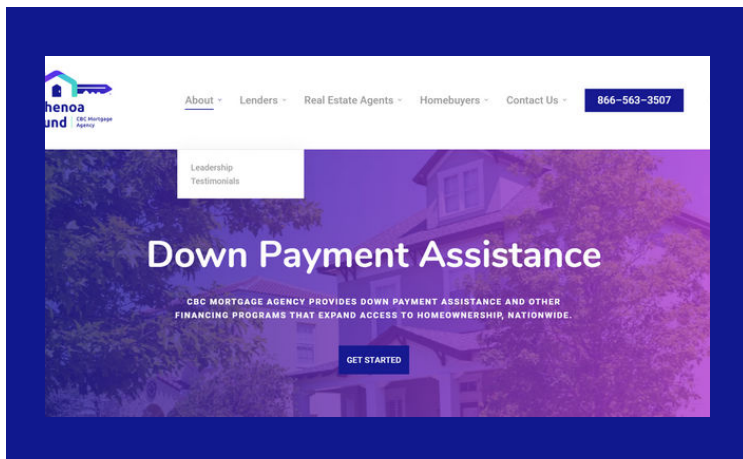 henoa
und
CBC Mortgage
Agency
About
Lenders
Real Estate Agents
Homebuyers
Contact Us
866-563-3507
Leadership
Testimonials
Down Payment Assistance
CBC MORTGAGE AGENCY PROVIDES DOWN PAYMENT ASSISTANCE AND OTHER
FINANCING PROGRAMS THAT EXPAND ACCESS TO HOMEOWNERSHIP, NATIONWIDE.
GET STARTED